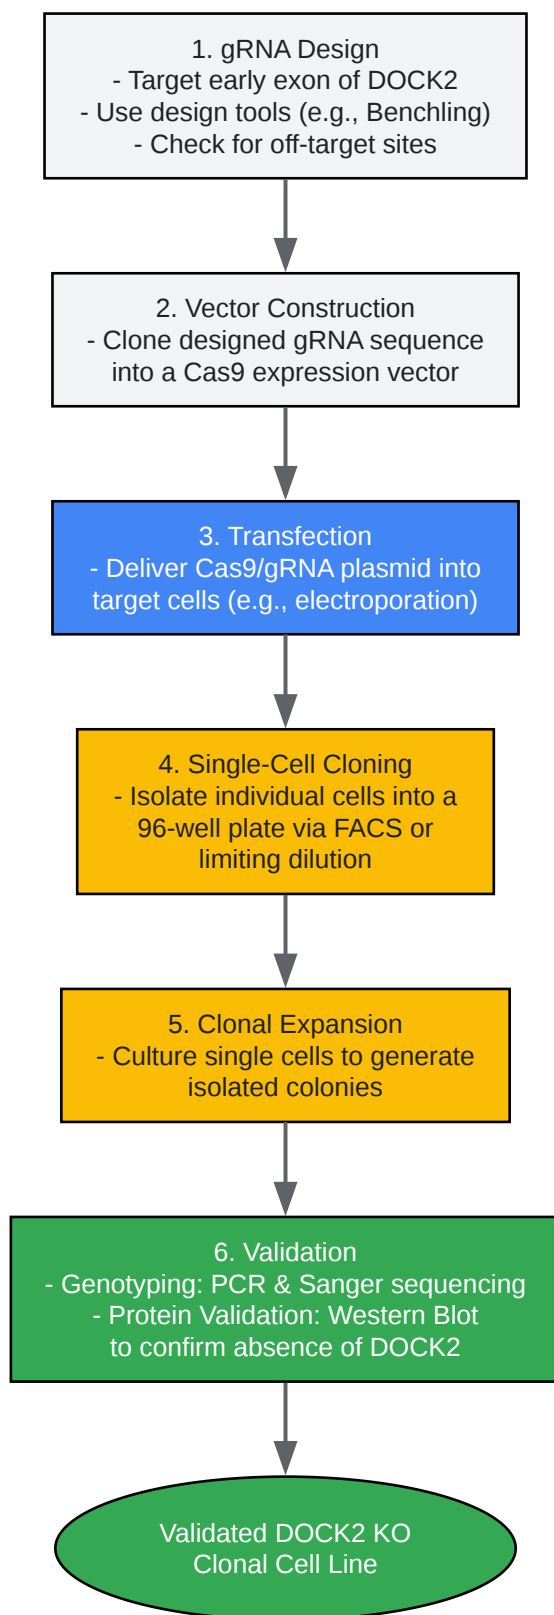 1. gRNA Design
- Target early exon of DOCK2
- Use design tools (e.g., Benchling)
- Check for off-target sites
2. Vector Construction
- Clone designed gRNA sequence
into a Cas9 expression vector
3. Transfection
- Deliver Cas9/gRNA plasmid into
target cells (e.g., electroporation)
4. Single-Cell Cloning
- Isolate individual cells into a
96-well plate via FACS or
limiting dilution
5. Clonal Expansion
- Culture single cells to generate
isolated colonies
6. Validation
- Genotyping: PCR & Sanger sequencing
- Protein Validation: Western Blot
to confirm absence of DOCK2
Validated DOCK2 KO
Clonal Cell Line